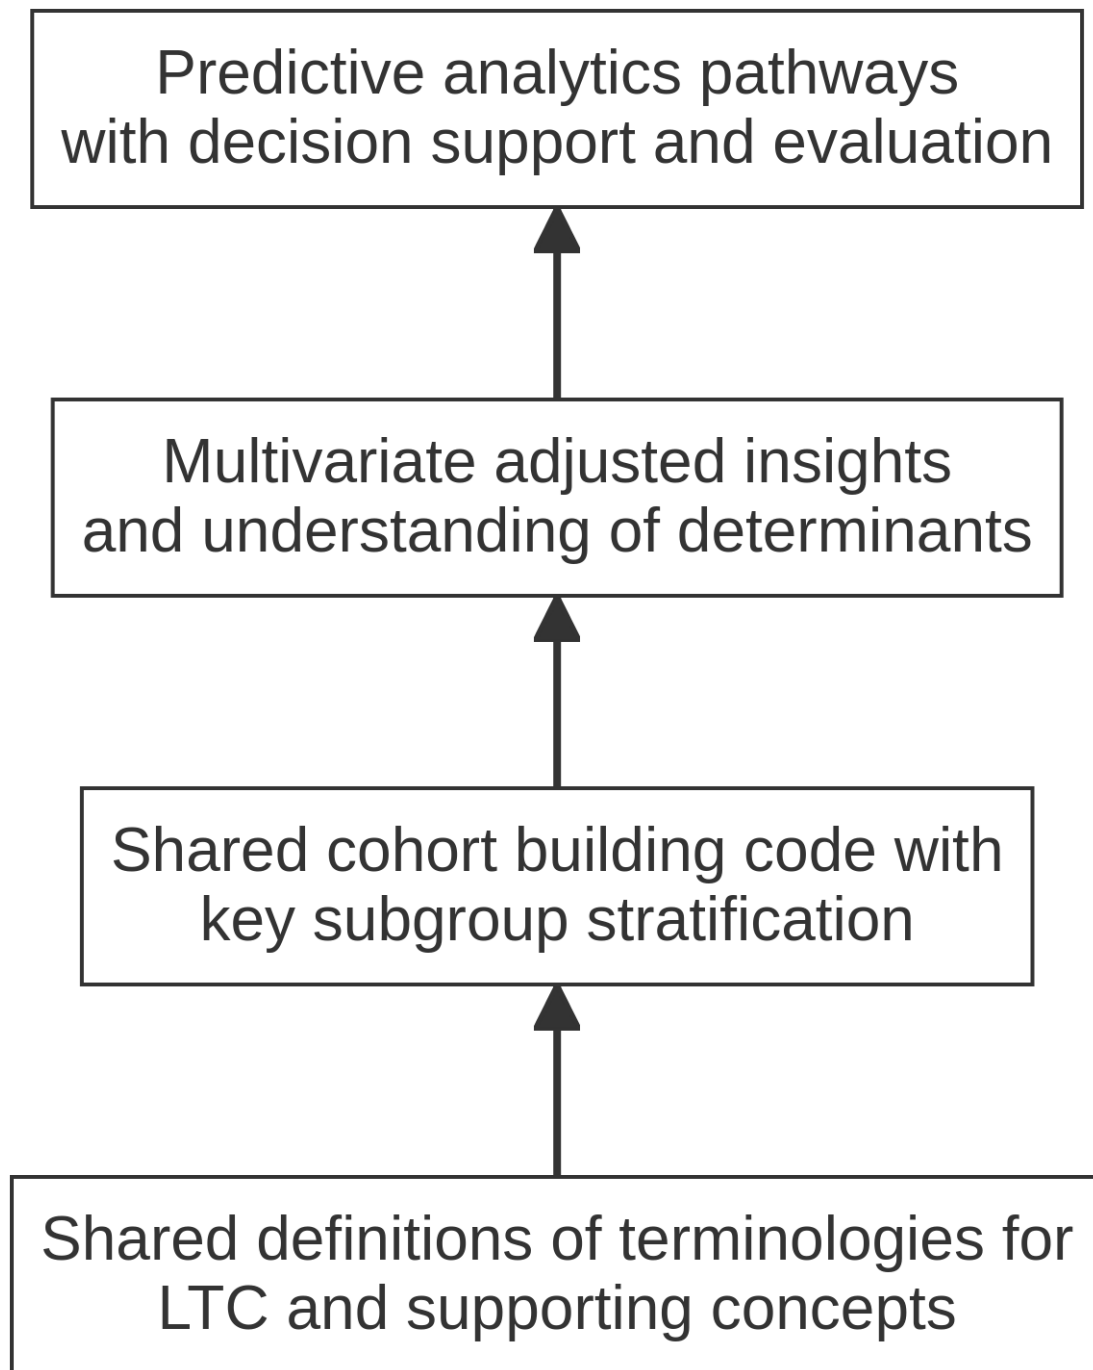 Predictive analytics pathways
with decision support and evaluation
Multivariate adjusted insights
and understanding of determinants
Shared cohort building code with
key subgroup stratification
Shared definitions of terminologies for
LTC and supporting concepts